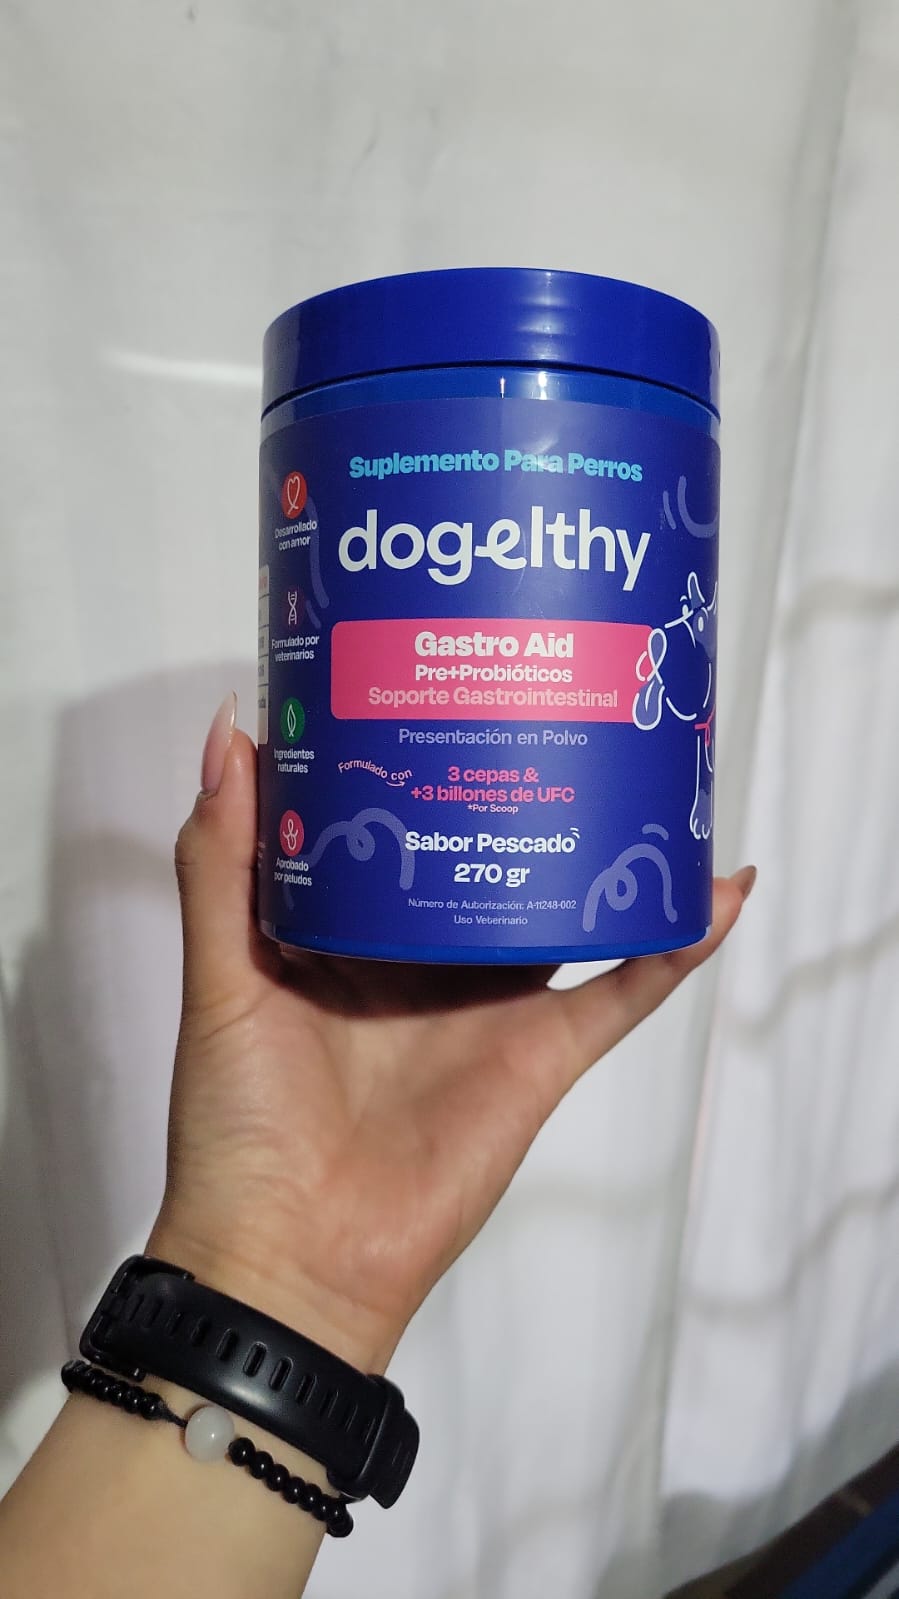 Suplemento Para Perros
dogelthy
Gastro Aid
Pre+Probióticos
Soporte Gastrointestinal
Presentación en Polvo
Formulado con
3 cepas &
+3 billones de UFC
*Por Scoop
Sabor Pescado
270 gr
Número de Autorización: A-11248-002
Uso Veterinario
Desarrollado
con amor
Formulado por
veterinarios
Ingredientes
naturales
Aprobado
por peludos